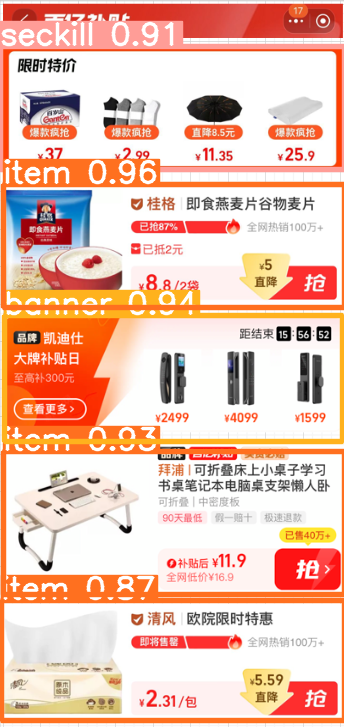 17
百亿补贴
seckill 0.91
限时特价
爆款疯抢
爆款疯抢
直降8.5元
爆款疯抢
¥37
¥2.99
¥11.35
¥25.9
item 0.96
桂格 即食燕麦片谷物麦片
即食燕麦片
已抢87%
全网热销100万+
已抵2元
¥8.8/2袋
¥5
直降
抢
banner 0.94
品牌 凯迪仕
大牌补贴日
至高补300元
查看更多>
距结束 15:56:52
¥2499
¥4099
¥1599
item 0.93
拜浦 可折叠床上小桌子学习
书桌笔记本电脑桌支架懒人卧
可折叠 | 中密度板
90天最低
假一赔十
极速退款
已售40万+
补贴后 ¥11.9
全网低价¥16.9
抢>
item 0.87
清风 欧院限时特惠
即将售罄
全网热销100万+
¥2.31/包
¥5.59
直降
抢